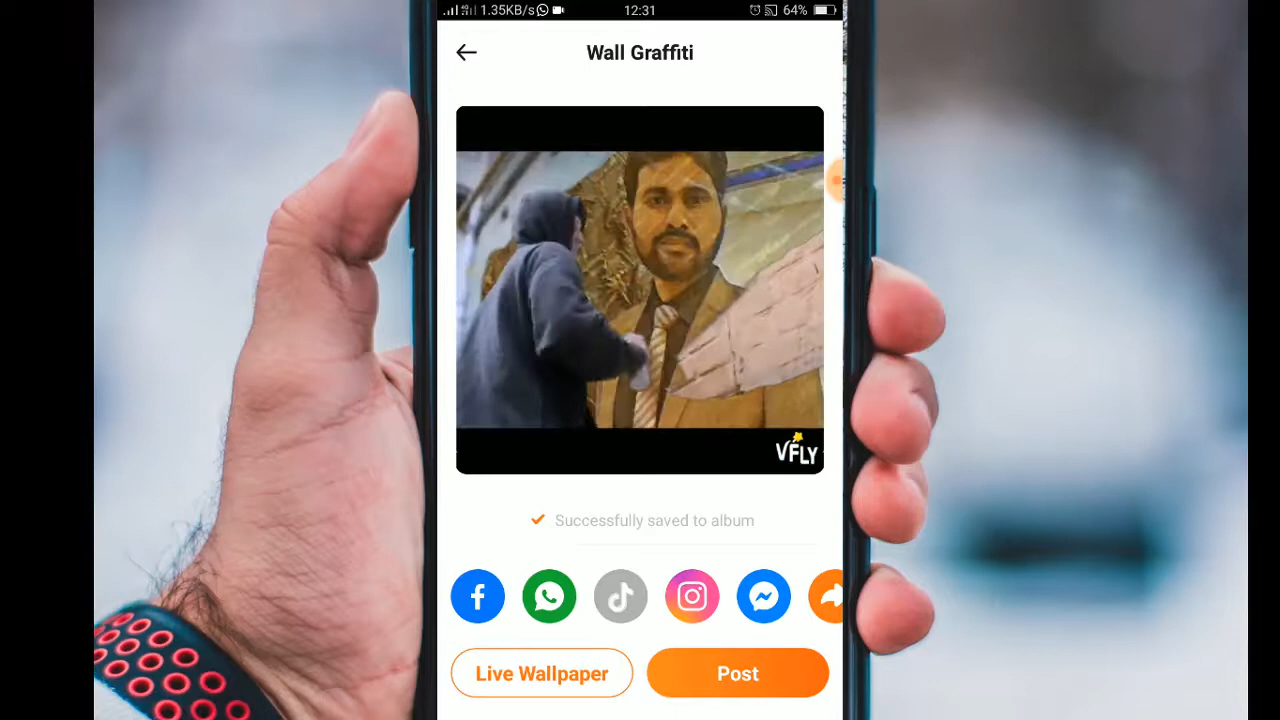 1.35KB/s 12:31 64%
Wall Graffiti
VFLY
Successfully saved to album
Live Wallpaper
Post